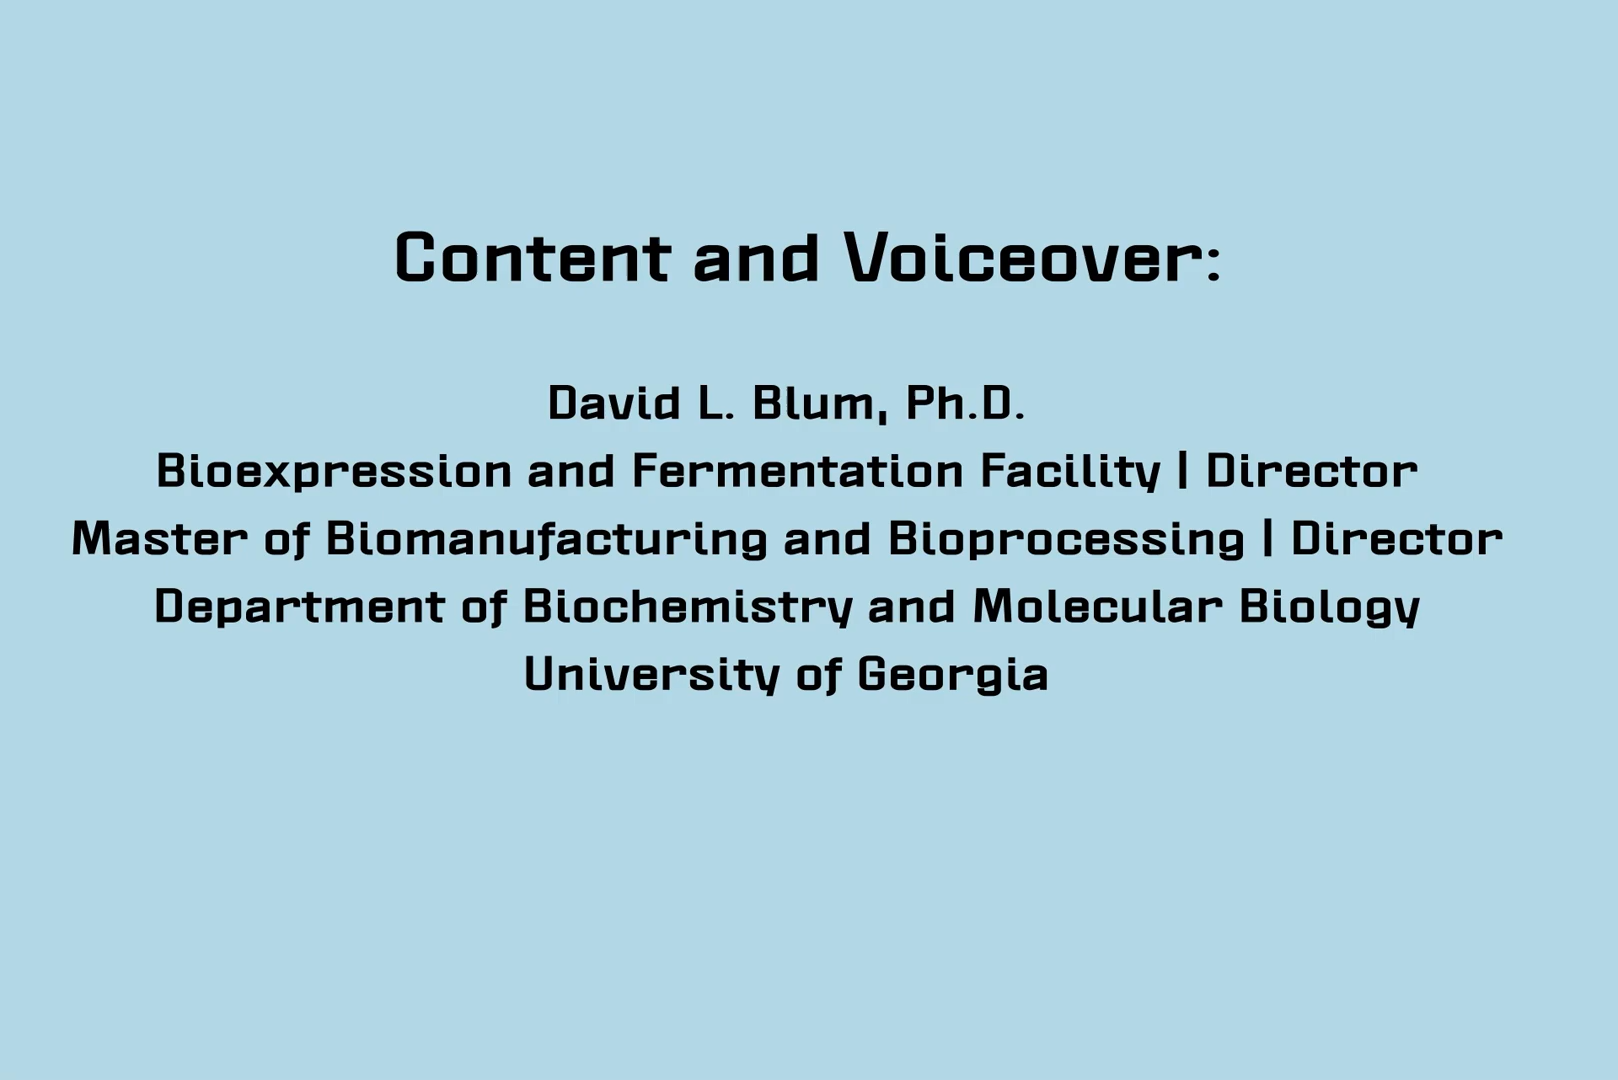 Content and Voiceover:
David L. Blum, Ph.D.
Bioexpression and Fermentation Facility | Director
Master of Biomanufacturing and Bioprocessing | Director
Department of Biochemistry and Molecular Biology
University of Georgia